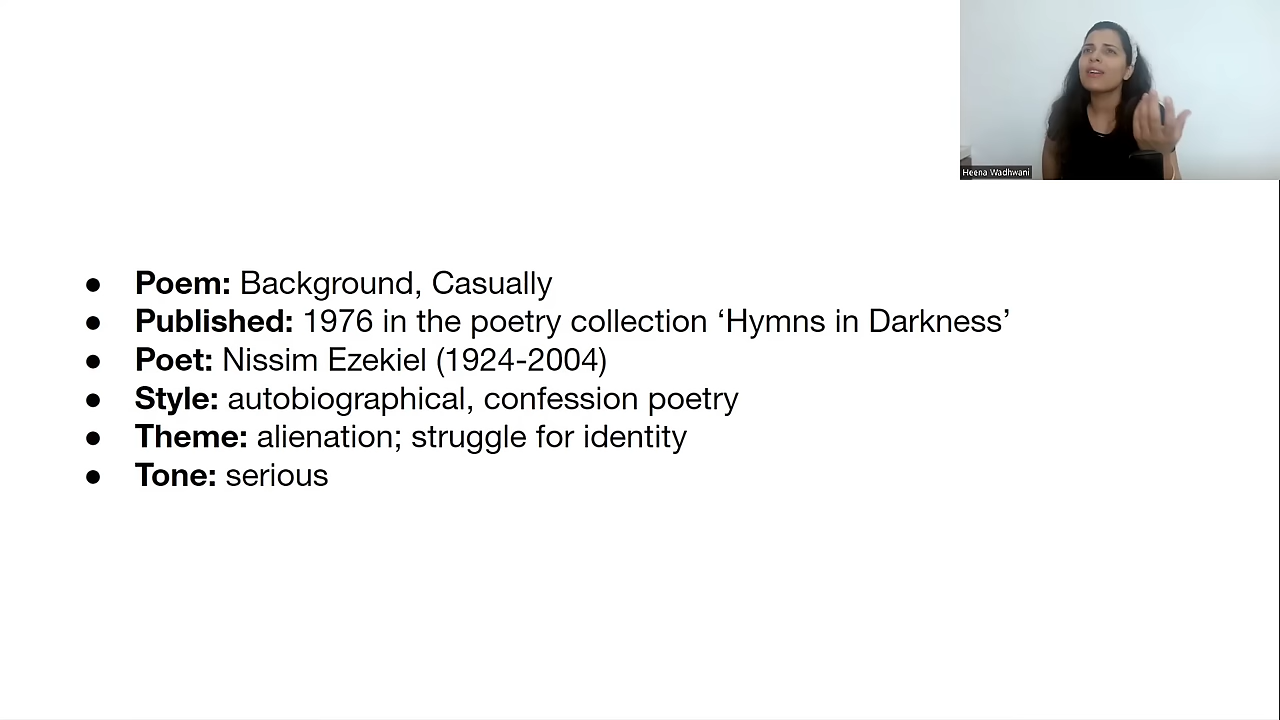 Heena Wadhwani
● Poem: Background, Casually
● Published: 1976 in the poetry collection ‘Hymns in Darkness’
● Poet: Nissim Ezekiel (1924-2004)
● Style: autobiographical, confession poetry
● Theme: alienation; struggle for identity
● Tone: serious